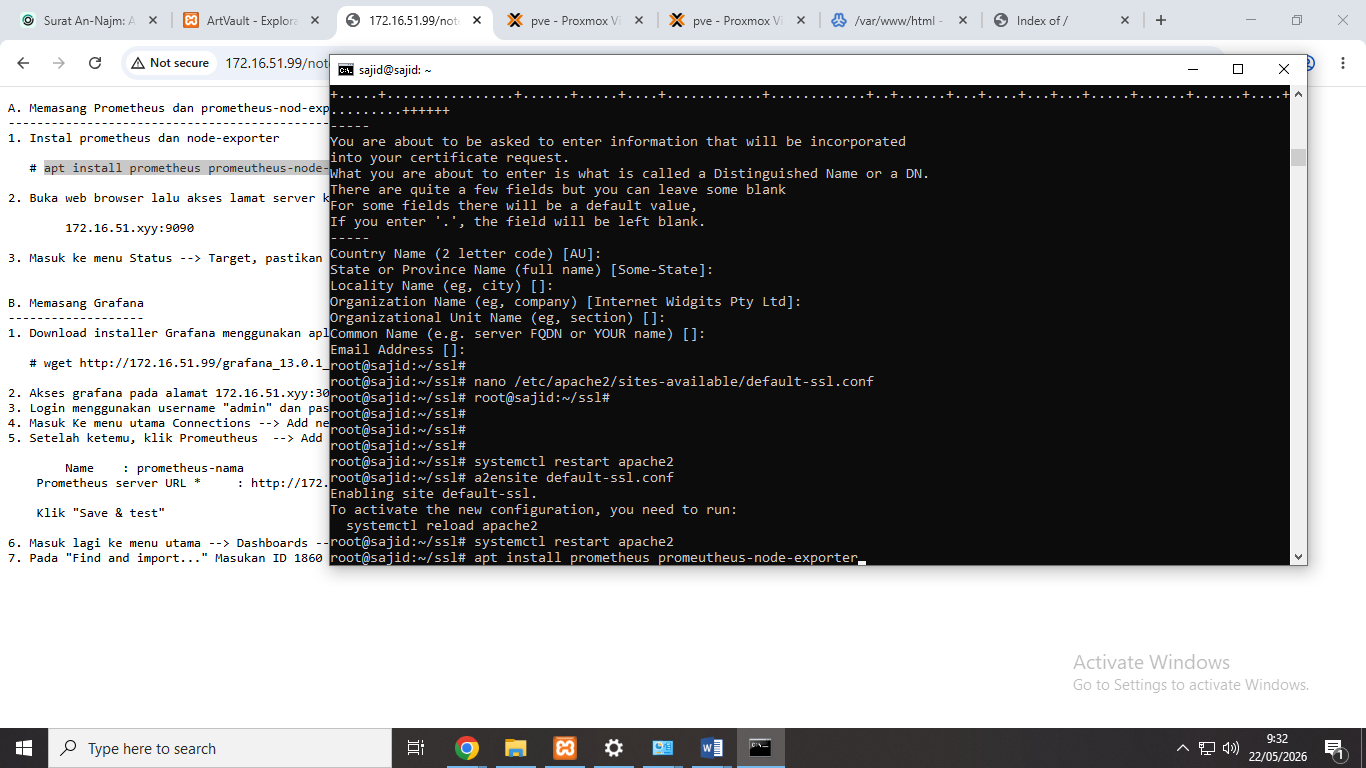 Surat An-Najm: A
ArtVault - Explora
172.16.51.99/note
pve - Proxmox Vi
pve - Proxmox Vi
/var/www/html -
Index of /
Not secure
172.16.51.99/not
A. Memasang Prometheus dan prometheus-nod-exp
---------------------------------------------
1. Instal prometheus dan node-exporter
# apt install prometheus promeutheus-node-
2. Buka web browser lalu akses lamat server k
172.16.51.xyy:9090
3. Masuk ke menu Status --> Target, pastikan
B. Memasang Grafana
-------------------
1. Download installer Grafana menggunakan apl
# wget http://172.16.51.99/grafana_13.0.1_
2. Akses grafana pada alamat 172.16.51.xyy:30
3. Login menggunakan username "admin" dan pas
4. Masuk Ke menu utama Connections --> Add ne
5. Setelah ketemu, klik Promeutheus  --> Add
Name    : prometheus-nama
Prometheus server URL *     : http://172.
Klik "Save & test"
6. Masuk lagi ke menu utama --> Dashboards --
7. Pada "Find and import..." Masukan ID 1860
sajid@sajid: ~
+.....+................+......+.....+....+............+............+..+......+...+....+...+...+.....+......+......+....+
.........++++++
-----
You are about to be asked to enter information that will be incorporated
into your certificate request.
What you are about to enter is what is called a Distinguished Name or a DN.
There are quite a few fields but you can leave some blank
For some fields there will be a default value,
If you enter '.', the field will be left blank.
-----
Country Name (2 letter code) [AU]:
State or Province Name (full name) [Some-State]:
Locality Name (eg, city) []:
Organization Name (eg, company) [Internet Widgits Pty Ltd]:
Organizational Unit Name (eg, section) []:
Common Name (e.g. server FQDN or YOUR name) []:
Email Address []:
root@sajid:~/ssl#
root@sajid:~/ssl# nano /etc/apache2/sites-available/default-ssl.conf
root@sajid:~/ssl# root@sajid:~/ssl#
root@sajid:~/ssl#
root@sajid:~/ssl#
root@sajid:~/ssl#
root@sajid:~/ssl# systemctl restart apache2
root@sajid:~/ssl# a2ensite default-ssl.conf
Enabling site default-ssl.
To activate the new configuration, you need to run:
  systemctl reload apache2
root@sajid:~/ssl# systemctl restart apache2
root@sajid:~/ssl# apt install prometheus promeutheus-node-exporter
Activate Windows
Go to Settings to activate Windows.
Type here to search
9:32
22/05/2026
1